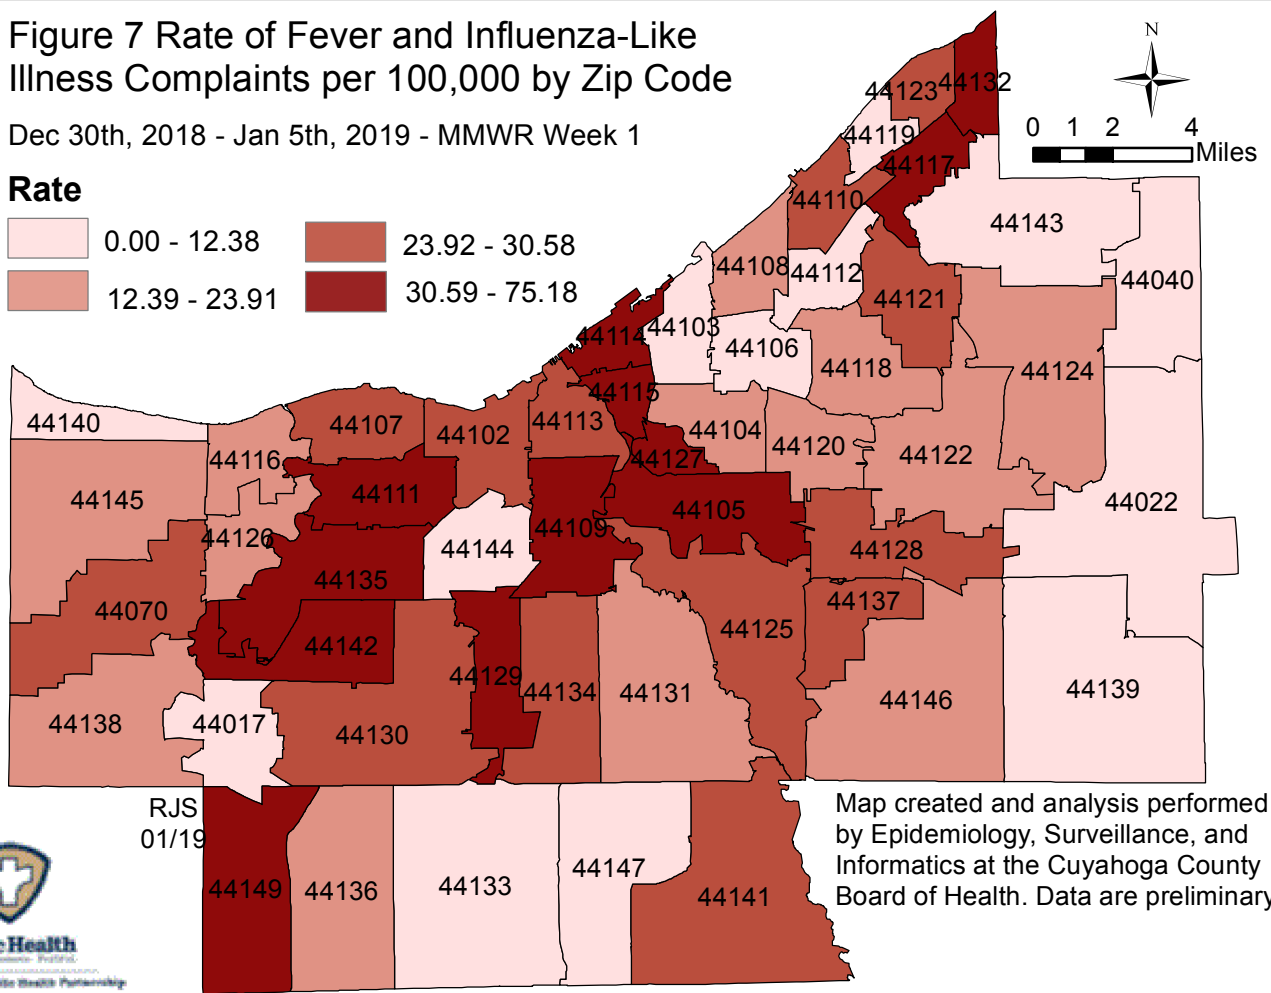 Figure 7 Rate of Fever and Influenza-Like
Illness Complaints per 100,000 by Zip Code
Dec 30th, 2018 - Jan 5th, 2019 - MMWR Week 1
Rate
0.00 - 12.38
23.92 - 30.58
12.39 - 23.91
30.59 - 75.18
N
0 1 2 4
Miles
44132
44123
44119
44117
44110
44143
44108
44112
44040
44121
44103
44114
44106
44118
44124
44115
44140
44107
44102
44113
44104
44120
44122
44116
44127
44111
44145
44022
44105
44109
44126
44144
44128
44135
44070
44137
44125
44142
44129
44134
44131
44139
44146
44138
44017
44130
RJS
01/19
Map created and analysis performed
by Epidemiology, Surveillance, and
Informatics at the Cuyahoga County
Board of Health. Data are preliminary
44147
44133
44149
44136
44141
c Health
Health Partnership